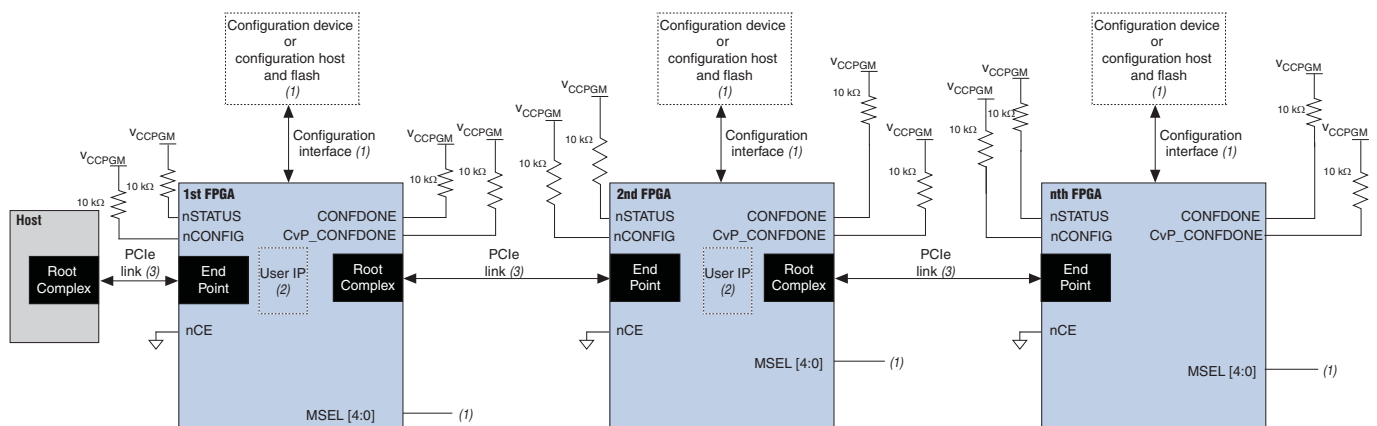 Configuration device
or
configuration host
and flash
(1)
Configuration device
or
configuration host
and flash
(1)
Configuration device
or
configuration host
and flash
(1)
Configuration
interface (1)
Configuration
interface (1)
Configuration
interface (1)
VCCPGM
10 kΩ
VCCPGM
10 kΩ
VCCPGM
10 kΩ
VCCPGM
10 kΩ
VCCPGM
10 kΩ
VCCPGM
10 kΩ
VCCPGM
10 kΩ
VCCPGM
10 kΩ
VCCPGM
10 kΩ
VCCPGM
10 kΩ
VCCPGM
10 kΩ
VCCPGM
10 kΩ
Host
Root
Complex
PCIe
link (3)
1st FPGA
nSTATUS
nCONFIG
CONFDONE
CvP_CONFDONE
End
Point
User IP
(2)
Root
Complex
nCE
MSEL [4:0]
(1)
PCIe
link (3)
2nd FPGA
nSTATUS
nCONFIG
CONFDONE
CvP_CONFDONE
End
Point
User IP
(2)
Root
Complex
nCE
MSEL [4:0]
(1)
PCIe
link (3)
nth FPGA
nSTATUS
nCONFIG
CONFDONE
CvP_CONFDONE
End
Point
nCE
MSEL [4:0]
(1)